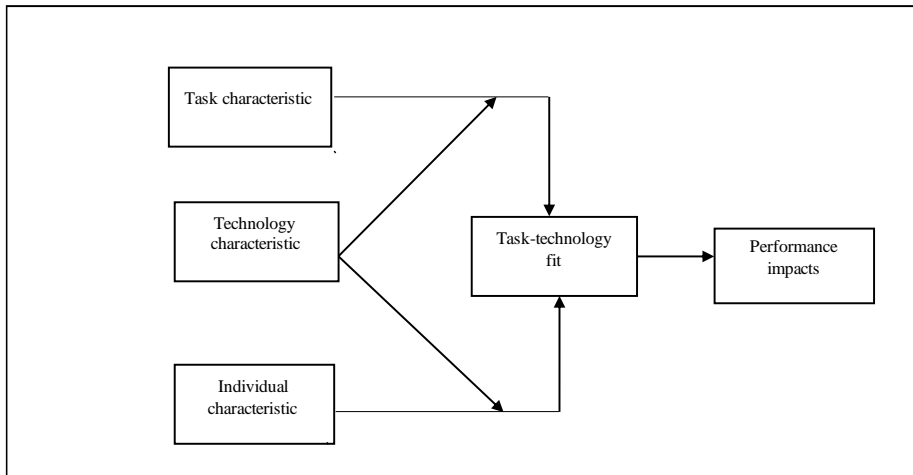 Task characteristic
Technology
characteristic
Individual
characteristic
Task-technology
fit
Performance
impacts